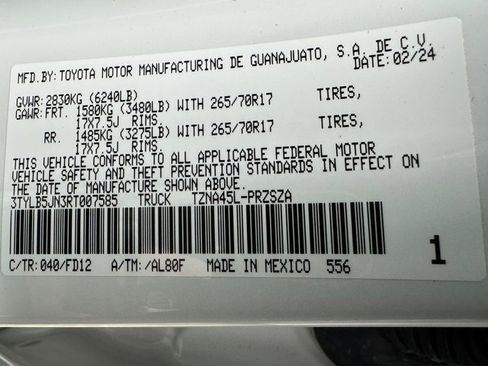 MFD.BY:TOYOTA MOTOR MANUFACTURING DE GUANAJUATO, S.A. DE C.V.
DATE: 02/24
GVWR:2830KG (6240LB)
GAWR:FRT. 1580KG (3480LB) WITH 265/70R17 TIRES,
17X7.5J RIMS.
RR. 1485KG (3275LB) WITH 265/70R17 TIRES,
17X7.5J RIMS.
THIS VEHICLE CONFORMS TO ALL APPLICABLE FEDERAL MOTOR
VEHICLE SAFETY AND THEFT PREVENTION STANDARDS IN EFFECT ON
THE DATE OF MANUFACTURE SHOWN ABOVE.
3TYLB5JN3RT007585 TRUCK TZNA45L-PRZSZA
C/TR:040/FD12 A/TM:/AL80F MADE IN MEXICO 556 1